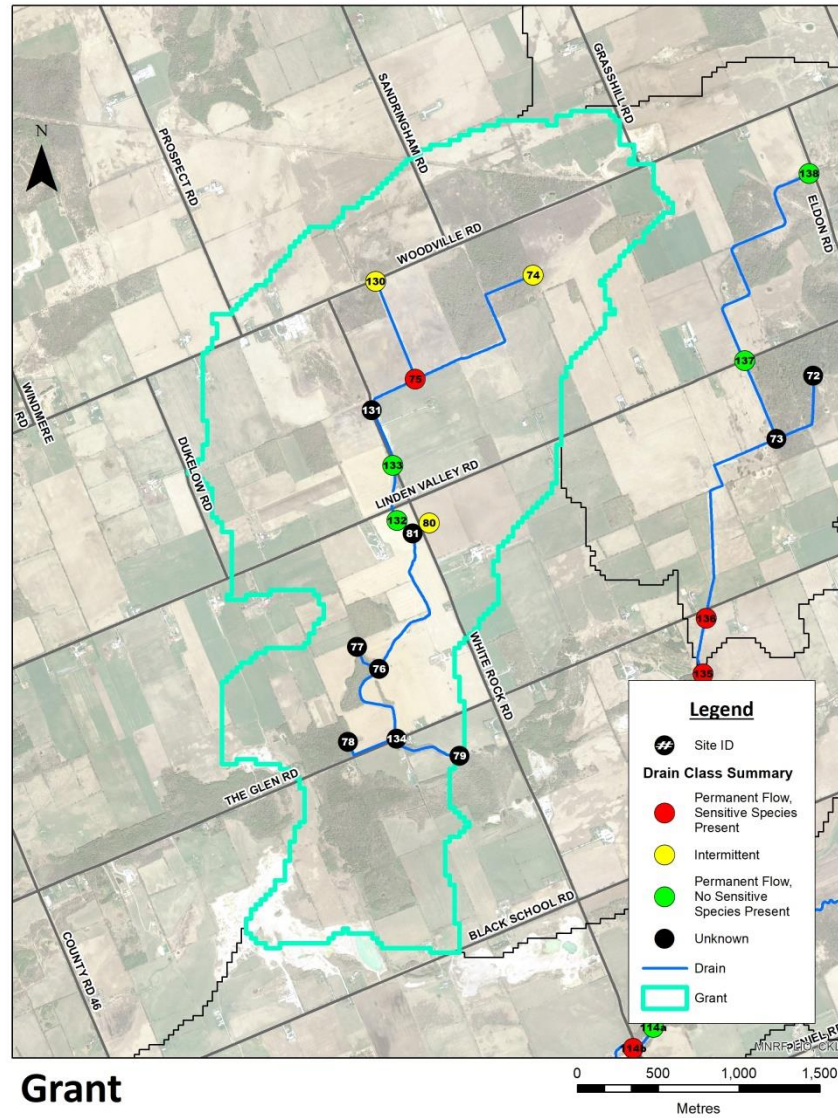 GRASSHILL RD
SANDRINGHAM RD
PROSPECT RD
N
138
ELDON RD
WOODVILLE RD
130
74
137
75
72
WINDMERE RD
131
73
DUKELOW RD
133
LINDEN VALLEY RD
132
80
81
136
77
76
WHITE ROCK RD
135
78
134
79
THE GLEN RD
BLACK SCHOOL RD
COUNTY RD 46
Legend
## Site ID
Drain Class Summary
Permanent Flow,
Sensitive Species
Present
Intermittent
Permanent Flow,
No Sensitive
Species Present
Unknown
Drain
Grant
114a
114b
PENIEL RD
Grant
0 500 1,000 1,500
Metres